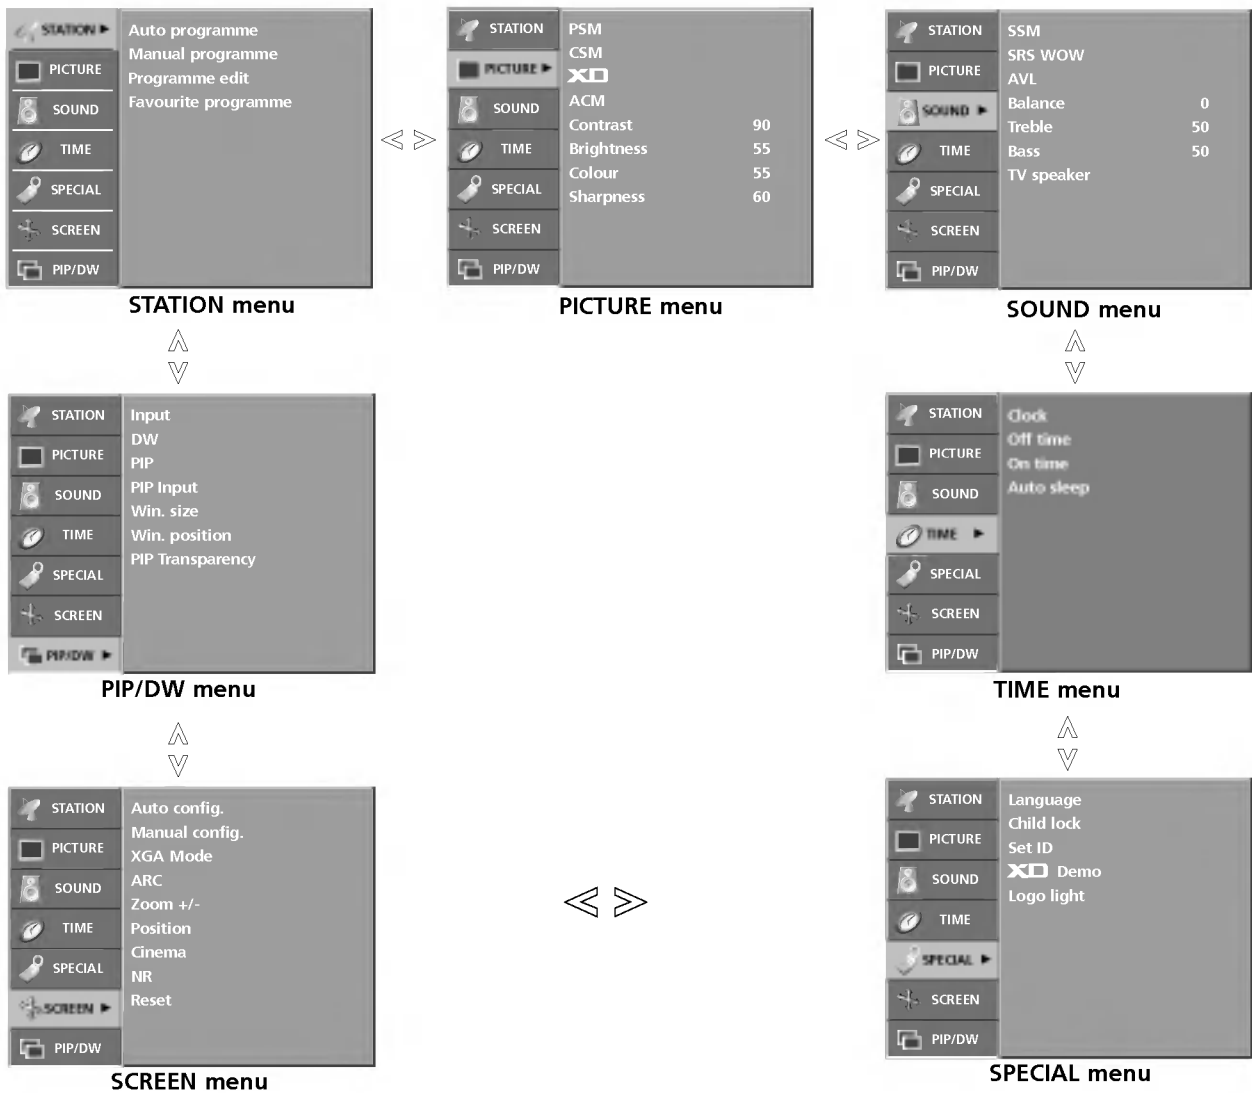 STATION
PICTURE
SOUND
TIME
SPECIAL
SCREEN
PIP/DW
Auto programme
Manual programme
Programme edit
Favourite programme
STATION menu
STATION
PICTURE
SOUND
TIME
SPECIAL
SCREEN
PIP/DW
PSM
CSM
XD
ACM
Contrast 90
Brightness 55
Colour 55
Sharpness 60
PICTURE menu
STATION
PICTURE
SOUND
TIME
SPECIAL
SCREEN
PIP/DW
SSM
SRS WOW
AVL
Balance 0
Treble 50
Bass 50
TV speaker
SOUND menu
STATION
PICTURE
SOUND
TIME
SPECIAL
SCREEN
PIP/DW
Input
DW
PIP
PIP Input
Win. size
Win. position
PIP Transparency
PIP/DW menu
STATION
PICTURE
SOUND
TIME
SPECIAL
SCREEN
PIP/DW
Clock
Off time
On time
Auto sleep
TIME menu
STATION
PICTURE
SOUND
TIME
SPECIAL
SCREEN
PIP/DW
Auto config.
Manual config.
XGA Mode
ARC
Zoom +/-
Position
Cinema
NR
Reset
SCREEN menu
STATION
PICTURE
SOUND
TIME
SPECIAL
SCREEN
PIP/DW
Language
Child lock
Set ID
XD Demo
Logo light
SPECIAL menu